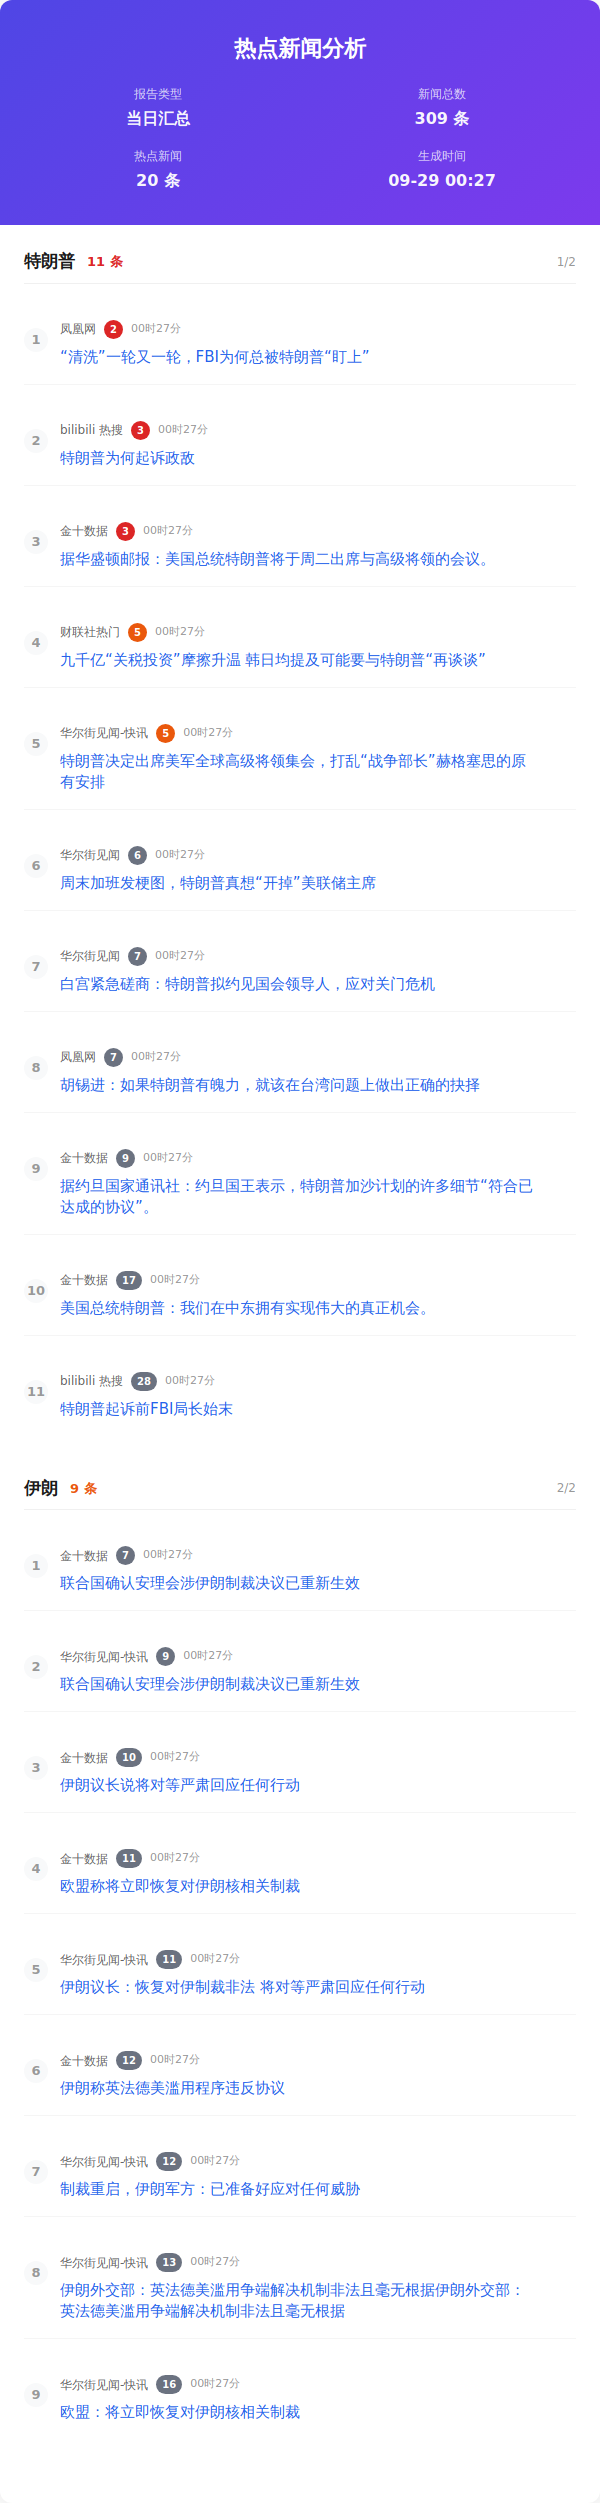 热点新闻分析
报告类型
新闻总数
当日汇总
309 条
热点新闻
生成时间
20 条
09-29 00:27
特朗普 11 条 1/2
1 凤凰网 2 00时27分
“清洗”一轮又一轮，FBI为何总被特朗普“盯上”
2 bilibili 热搜 3 00时27分
特朗普为何起诉政敌
3 金十数据 3 00时27分
据华盛顿邮报：美国总统特朗普将于周二出席与高级将领的会议。
4 财联社热门 5 00时27分
九千亿“关税投资”摩擦升温 韩日均提及可能要与特朗普“再谈谈”
5 华尔街见闻-快讯 5 00时27分
特朗普决定出席美军全球高级将领集会，打乱“战争部长”赫格塞思的原
有安排
6 华尔街见闻 6 00时27分
周末加班发梗图，特朗普真想“开掉”美联储主席
7 华尔街见闻 7 00时27分
白宫紧急磋商：特朗普拟约见国会领导人，应对关门危机
8 凤凰网 7 00时27分
胡锡进：如果特朗普有魄力，就该在台湾问题上做出正确的抉择
9 金十数据 9 00时27分
据约旦国家通讯社：约旦国王表示，特朗普加沙计划的许多细节“符合已
达成的协议”。
10 金十数据 17 00时27分
美国总统特朗普：我们在中东拥有实现伟大的真正机会。
11 bilibili 热搜 28 00时27分
特朗普起诉前FBI局长始末
伊朗 9 条 2/2
1 金十数据 7 00时27分
联合国确认安理会涉伊朗制裁决议已重新生效
2 华尔街见闻-快讯 9 00时27分
联合国确认安理会涉伊朗制裁决议已重新生效
3 金十数据 10 00时27分
伊朗议长说将对等严肃回应任何行动
4 金十数据 11 00时27分
欧盟称将立即恢复对伊朗核相关制裁
5 华尔街见闻-快讯 11 00时27分
伊朗议长：恢复对伊制裁非法 将对等严肃回应任何行动
6 金十数据 12 00时27分
伊朗称英法德美滥用程序违反协议
7 华尔街见闻-快讯 12 00时27分
制裁重启，伊朗军方：已准备好应对任何威胁
8 华尔街见闻-快讯 13 00时27分
伊朗外交部：英法德美滥用争端解决机制非法且毫无根据伊朗外交部：
英法德美滥用争端解决机制非法且毫无根据
9 华尔街见闻-快讯 16 00时27分
欧盟：将立即恢复对伊朗核相关制裁